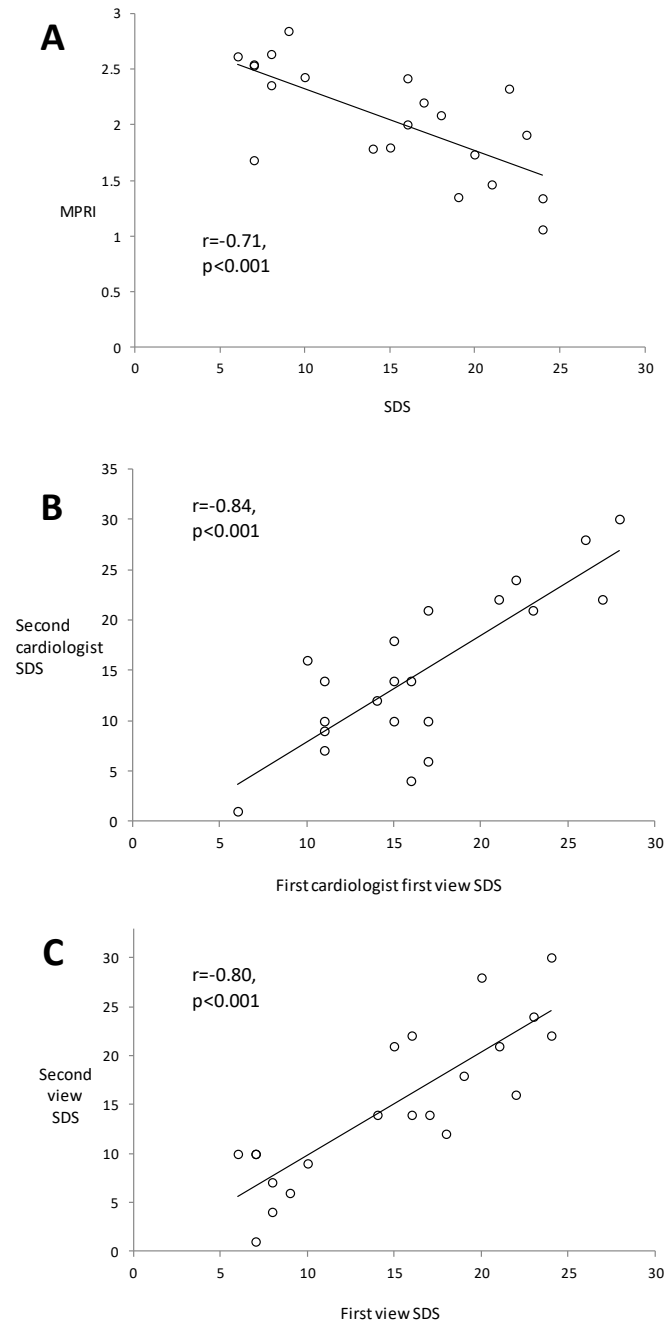 A
3
2.5
2
1.5
1
0.5
0
MPRI
r=-0.71,
p<0.001
0 5 10 15 20 25 30
SDS
B
35
30
25
20
15
10
5
0
Second
cardiologist
SDS
r=-0.84,
p<0.001
0 5 10 15 20 25 30
First cardiologist first view SDS
C
30
25
20
15
10
5
0
Second
view
SDS
r=-0.80,
p<0.001
0 5 10 15 20 25 30
First view SDS